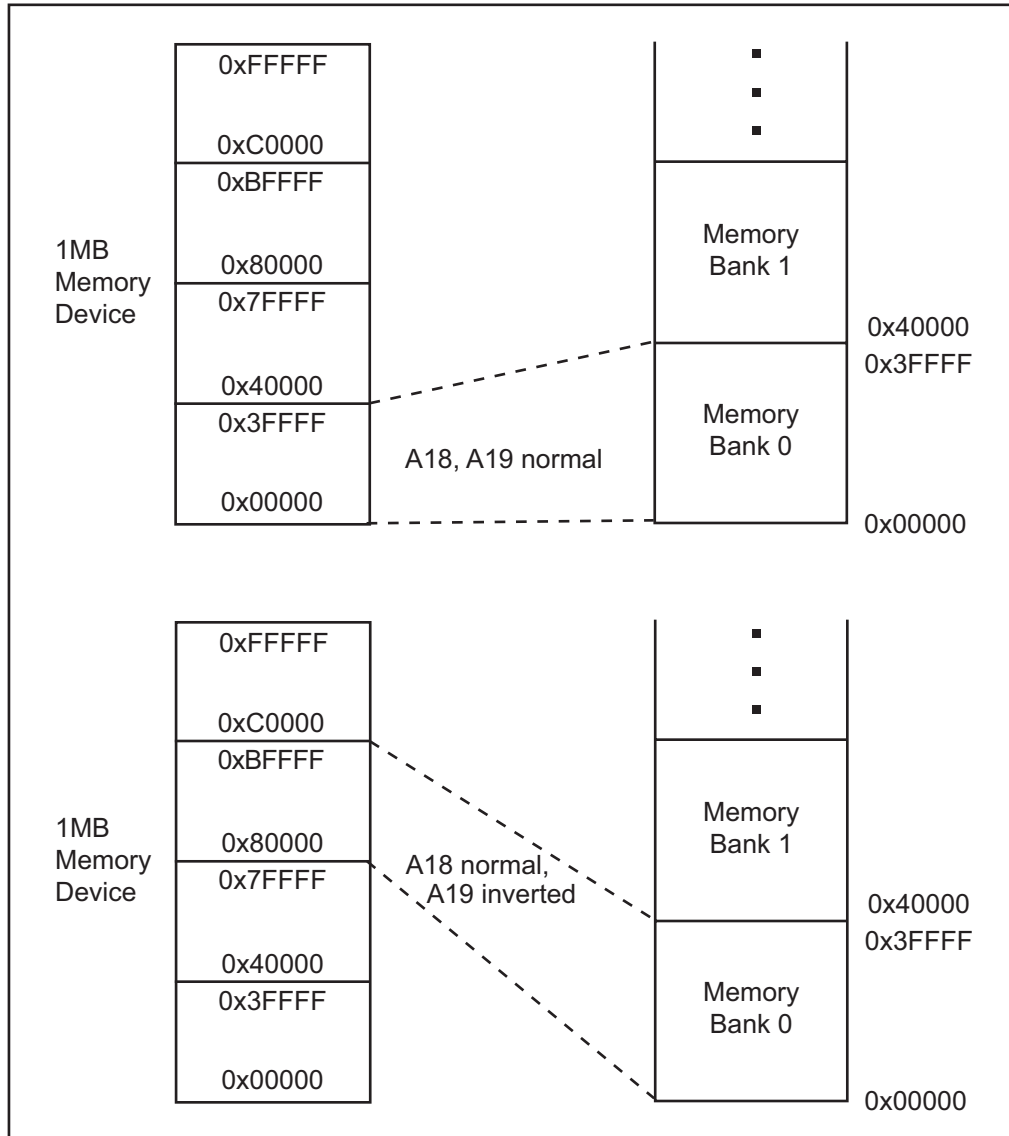 0xFFFFF
0xC0000
0xBFFFF
0x80000
0x7FFFF
0x40000
0x3FFFF
0x00000
1MB
Memory
Device
A18, A19 normal
Memory
Bank 1
Memory
Bank 0
0x40000
0x3FFFF
0x00000
0xFFFFF
0xC0000
0xBFFFF
0x80000
0x7FFFF
0x40000
0x3FFFF
0x00000
1MB
Memory
Device
A18 normal,
A19 inverted
Memory
Bank 1
Memory
Bank 0
0x40000
0x3FFFF
0x00000